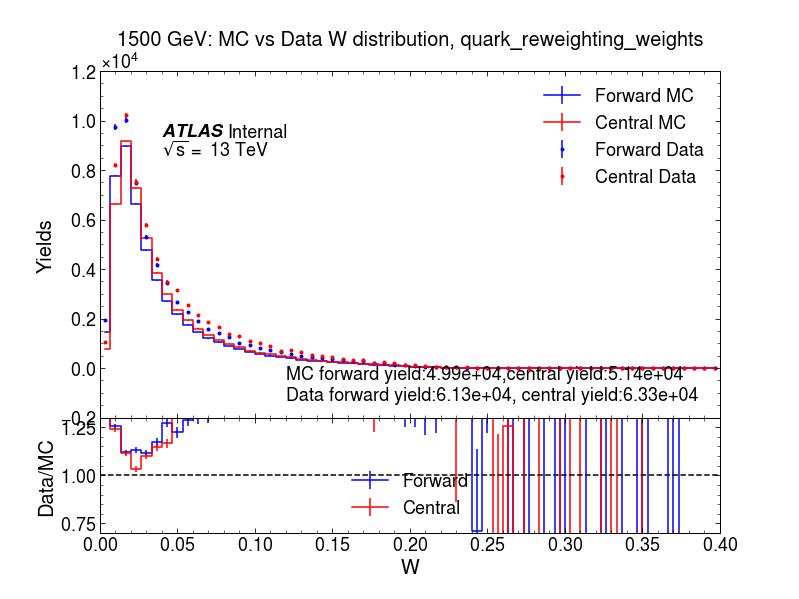 1500 GeV: MC vs Data W distribution, quark_reweighting_weights
×10⁴
1.2
1.0
0.8
0.6
0.4
0.2
0.0
0.2
Yields
ATLAS Internal
√s = 13 TeV
Forward MC
Central MC
Forward Data
Central Data
MC forward yield:4.99e+04,central yield:5.14e+04
Data forward yield:6.13e+04, central yield:6.33e+04
1.25
1.00
0.75
Data/MC
Forward
Central
0.00 0.05 0.10 0.15 0.20 0.25 0.30 0.35 0.40
W